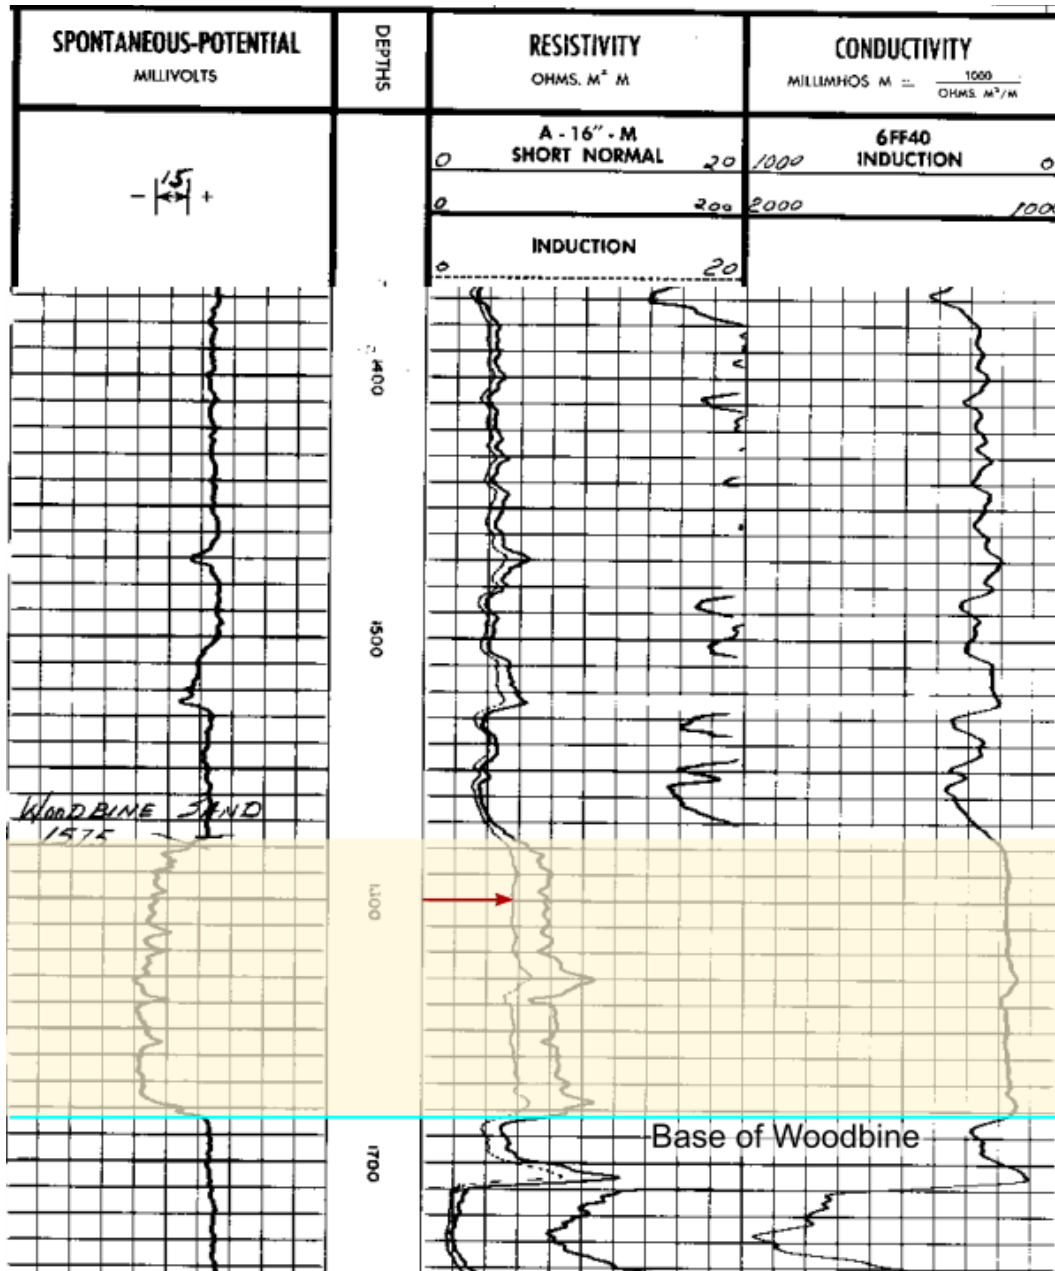 SPONTANEOUS-POTENTIAL
MILLIVOLTS
- 15 +
DEPTHS
RESISTIVITY
OHMS. M² M
A - 16" - M
SHORT NORMAL
0 20
0 200
INDUCTION
0 20
CONDUCTIVITY
MILLIMHOS M = 1000
OHMS. M²/M
6FF40
INDUCTION
1000 0
2000 1000
1400
1500
WOODBINE SAND
1575
Base of Woodbine
1700